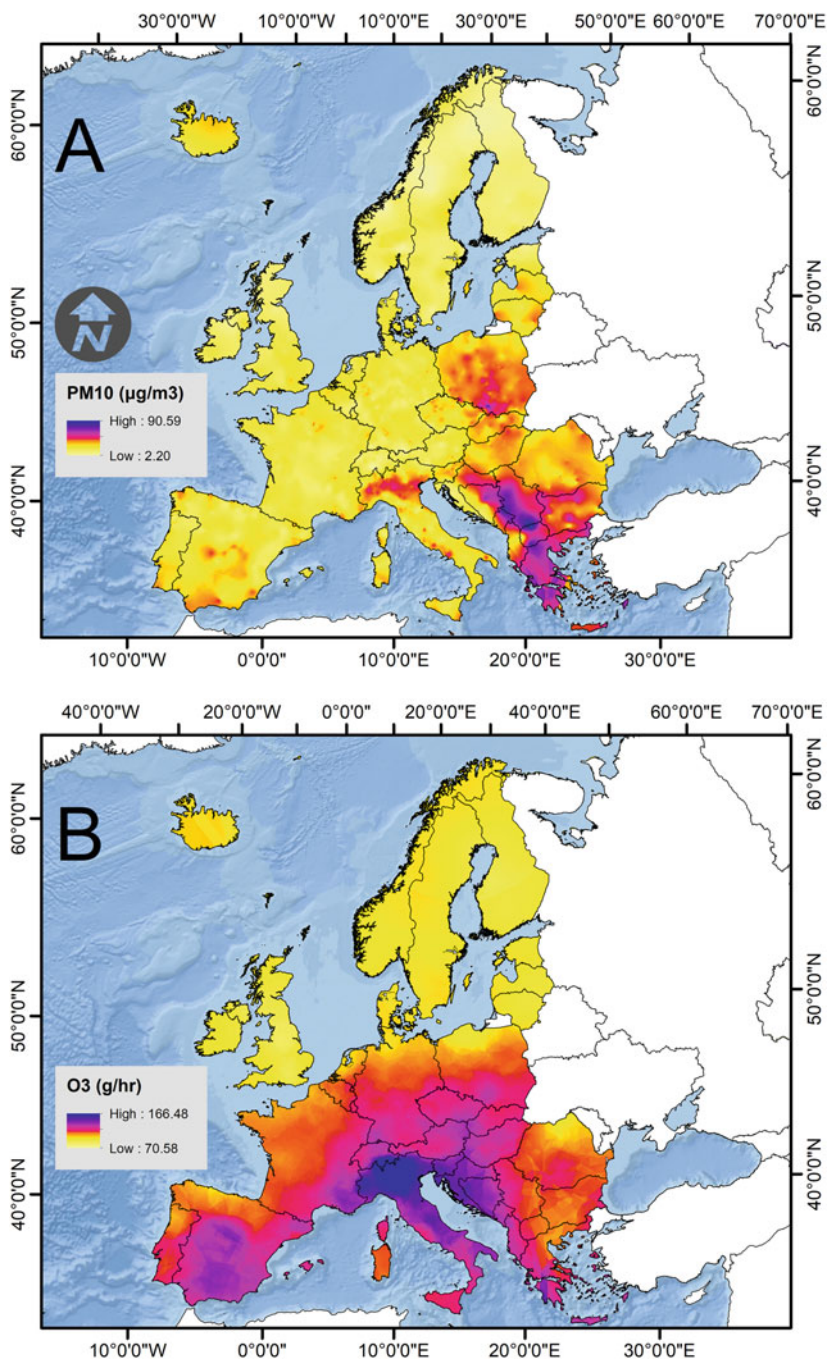 30°0'0"W 10°0'0"W 10°0'0"E 30°0'0"E 50°0'0"E 60°0'0"E 70°0'0"E
A
60°0'0"N 60°0'0"N
50°0'0"N 50°0'0"N
N
PM10 (µg/m3)
High : 90.59
Low : 2.20
40°0'0"N 40°0'0"N
10°0'0"W 0°0'0" 10°0'0"E 20°0'0"E 30°0'0"E
40°0'0"W 20°0'0"W 0°0'0" 20°0'0"E 40°0'0"E 60°0'0"E 70°0'0"E
B
60°0'0"N 60°0'0"N
50°0'0"N 50°0'0"N
O3 (g/hr)
High : 166.48
Low : 70.58
40°0'0"N 40°0'0"N
10°0'0"W 0°0'0" 10°0'0"E 20°0'0"E 30°0'0"E